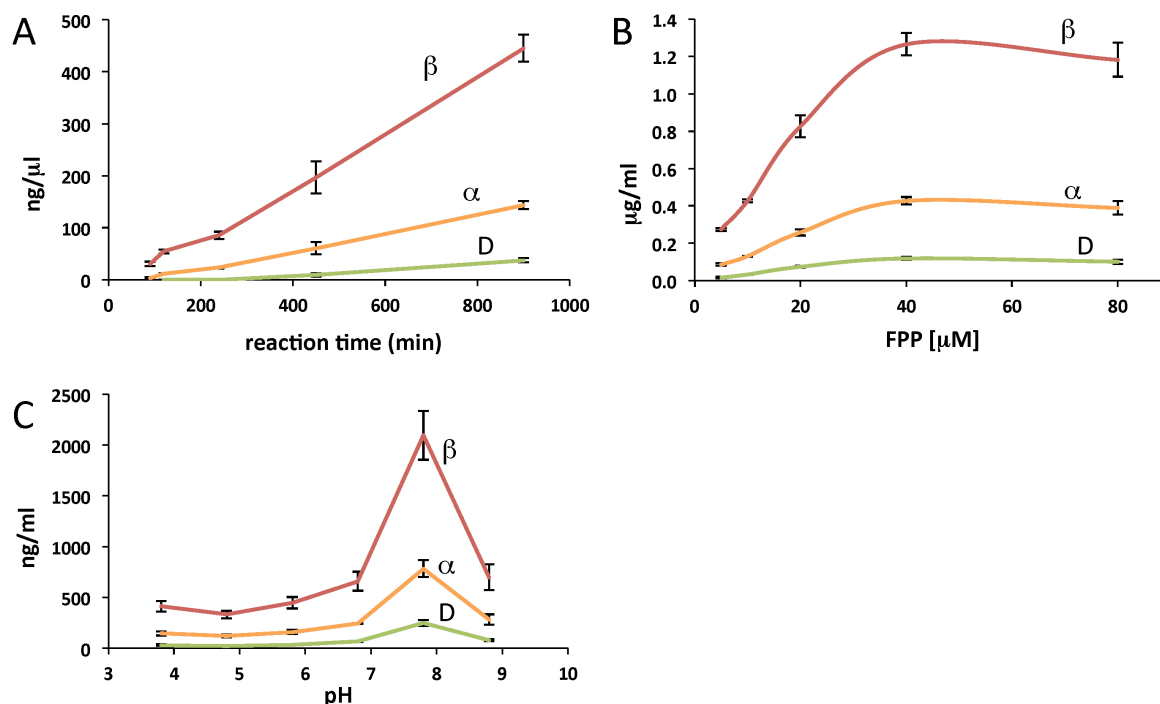 A
500
400
300
200
100
0
ng/μl
β
α
D
0 200 400 600 800 1000
reaction time (min)
B
1.4
1.2
1.0
0.8
0.6
0.4
0.2
0.0
μg/ml
β
α
D
0 20 40 60 80
FPP [μM]
C
2500
2000
1500
1000
500
0
ng/ml
β
α
D
3 4 5 6 7 8 9 10
pH